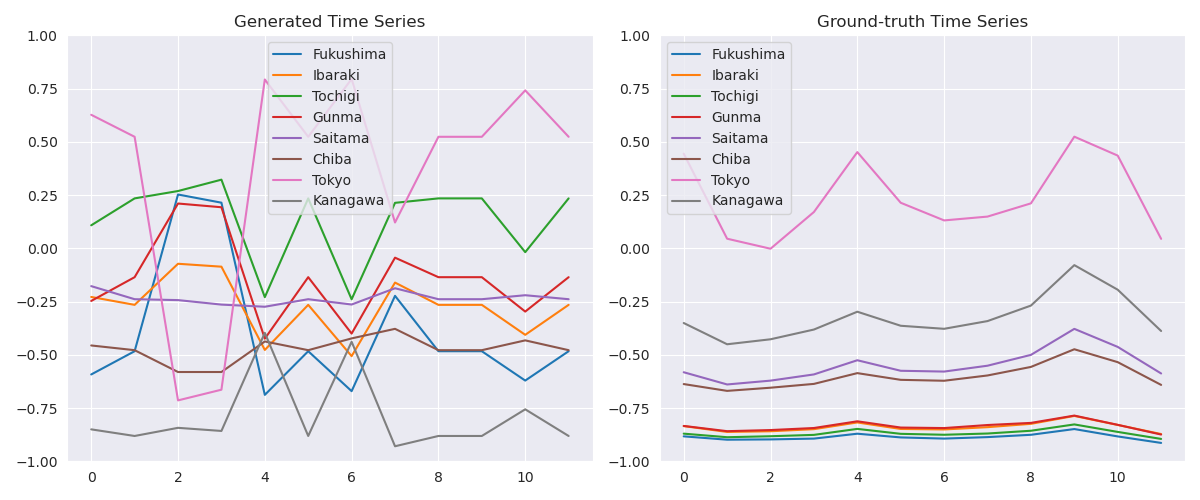 Generated Time Series
1.00
0.75
0.50
0.25
0.00
−0.25
−0.50
−0.75
−1.00
0
2
4
6
8
10
Fukushima
Ibaraki
Tochigi
Gunma
Saitama
Chiba
Tokyo
Kanagawa
Ground-truth Time Series
1.00
0.75
0.50
0.25
0.00
−0.25
−0.50
−0.75
−1.00
0
2
4
6
8
10
Fukushima
Ibaraki
Tochigi
Gunma
Saitama
Chiba
Tokyo
Kanagawa